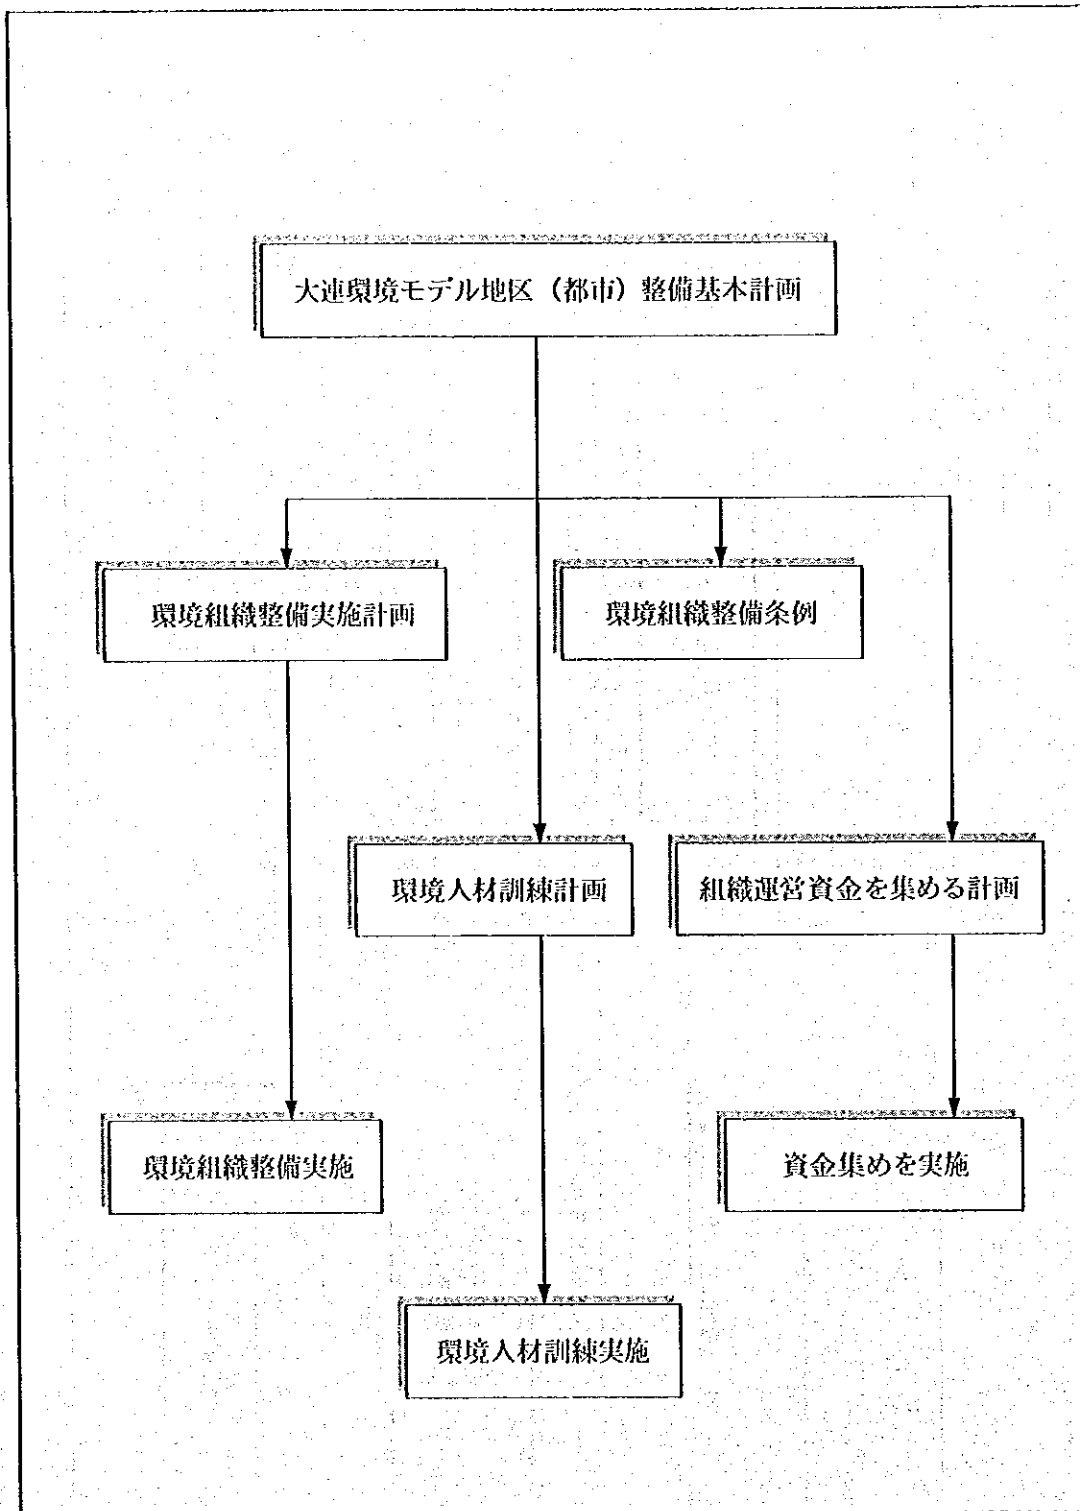 大連環境モデル地区（都市）整備基本計画
環境組織整備実施計画
環境組織整備条例
環境人材訓練計画
組織運営資金を集める計画
環境組織整備実施
資金集めを実施
環境人材訓練実施